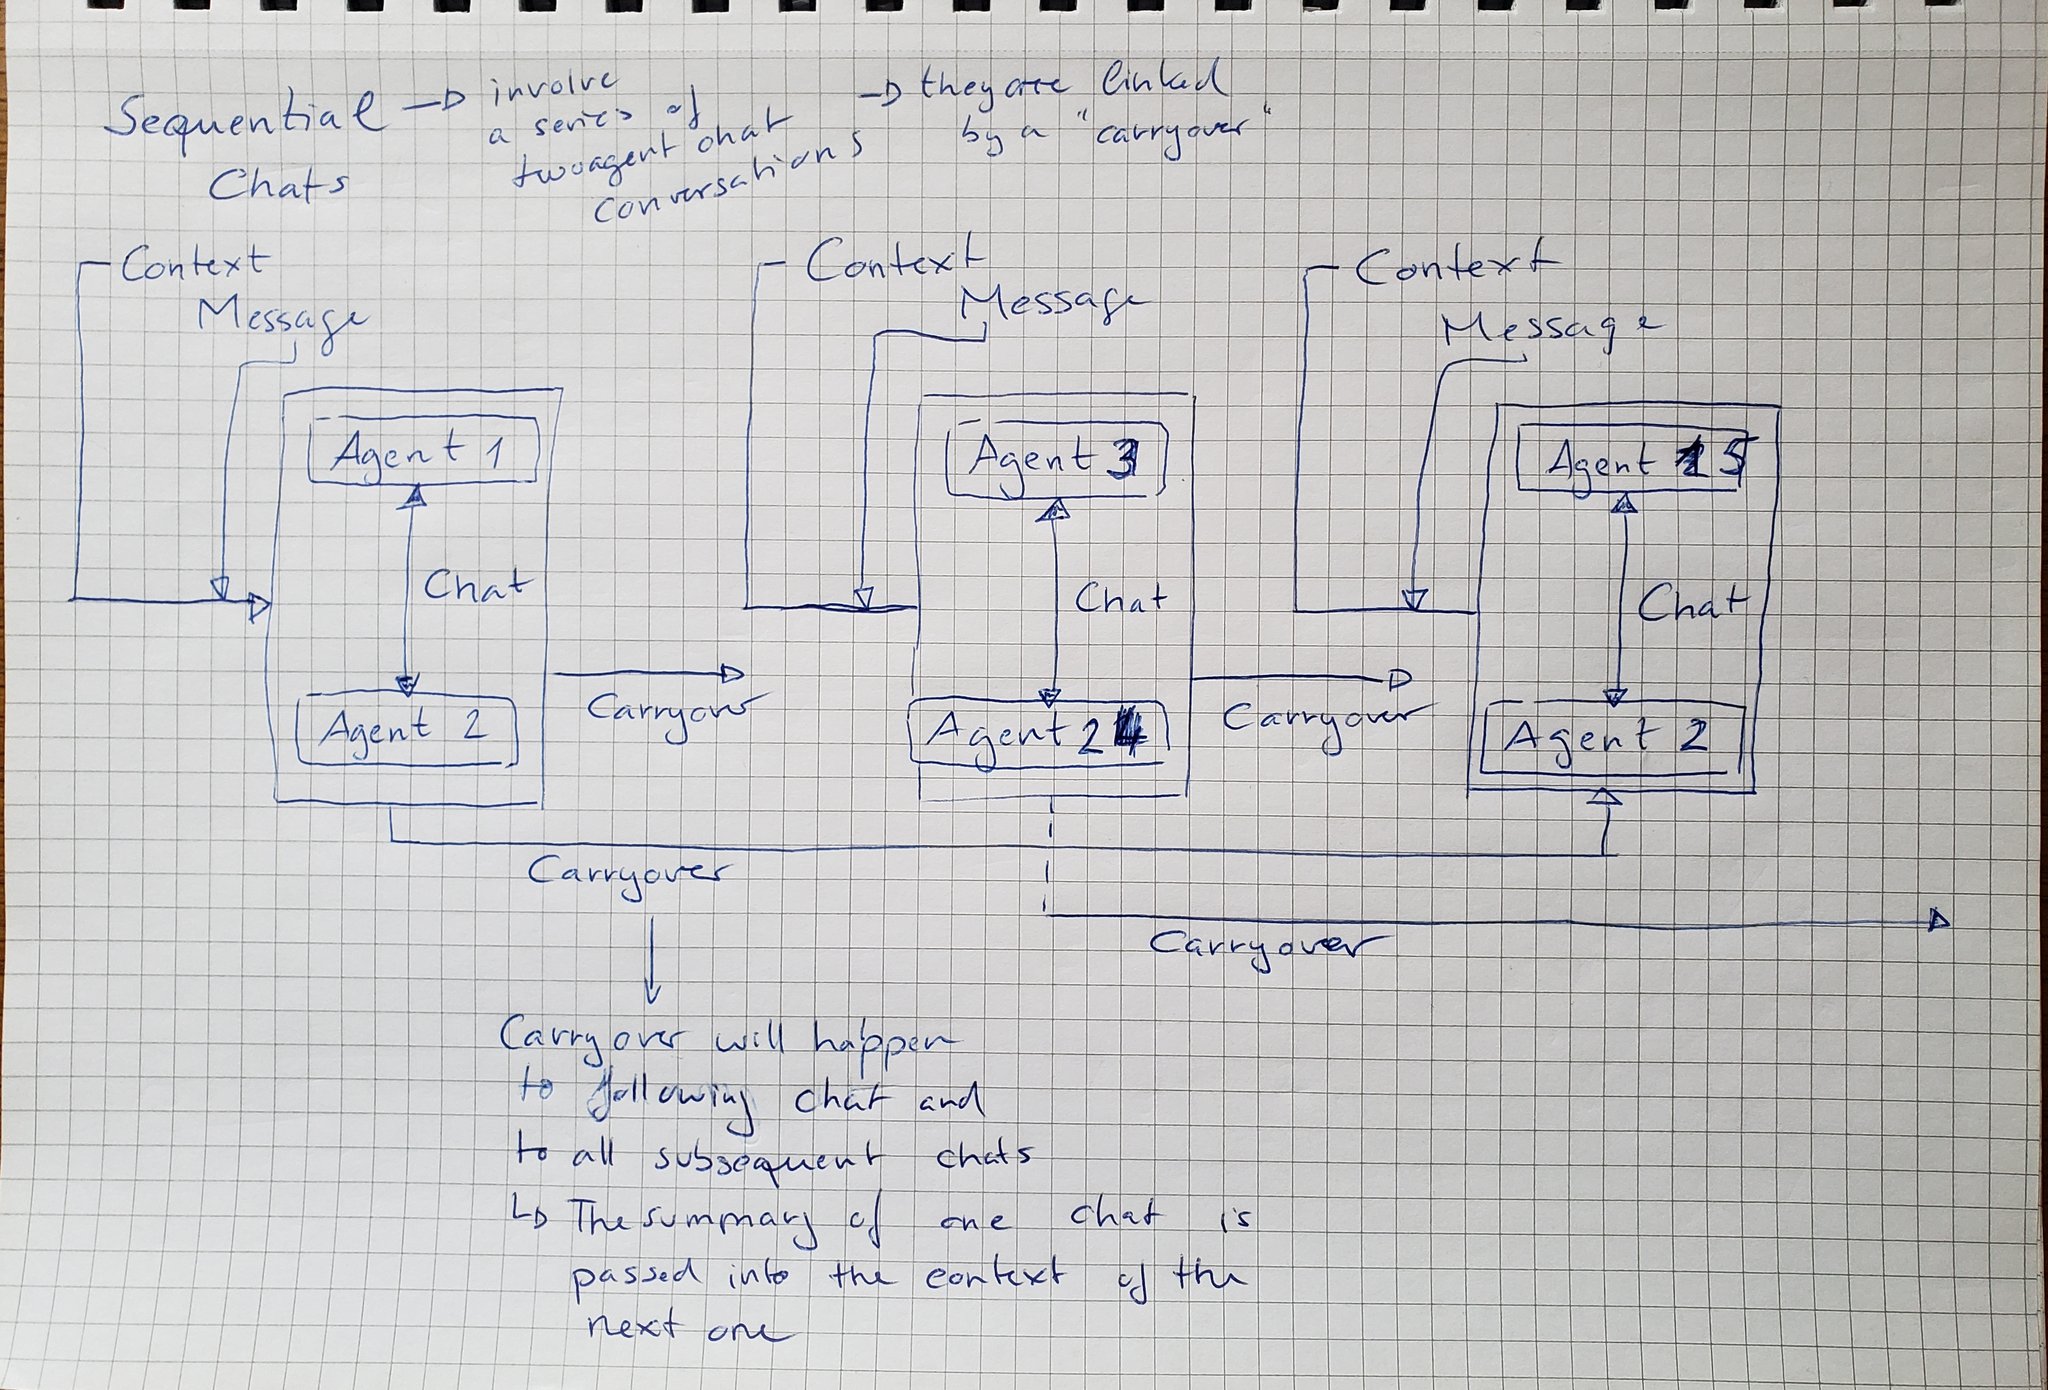 Sequential
Chats
→ involve
a series of
twoagent chat
conversations
→ they are linked
by a "carryover"
Context
Message
Agent 1
Chat
Agent 2
Carryover
Context
Message
Agent 3
Chat
Agent 2
Carryover
Context
Message
Agent 5
Chat
Agent 2
Carryover
Carryover
Carryover will happen
to following chat and
to all subsequent chats
↳ The summary of one chat is
passed into the context of the
next one